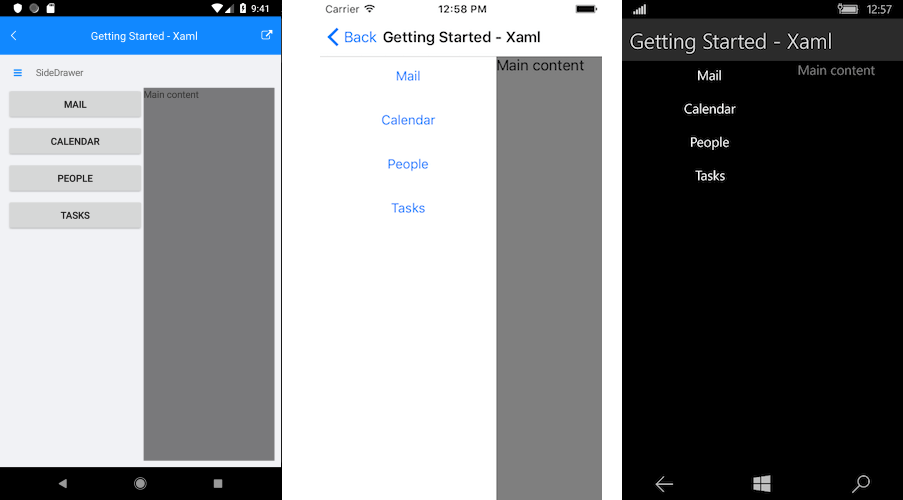 9:41
Getting Started - Xaml
SideDrawer
MAIL
Main content
CALENDAR
PEOPLE
TASKS
Carrier 12:58 PM
Back Getting Started - Xaml
Mail
Main content
Calendar
People
Tasks
12:57
Getting Started - Xaml
Mail
Main content
Calendar
People
Tasks